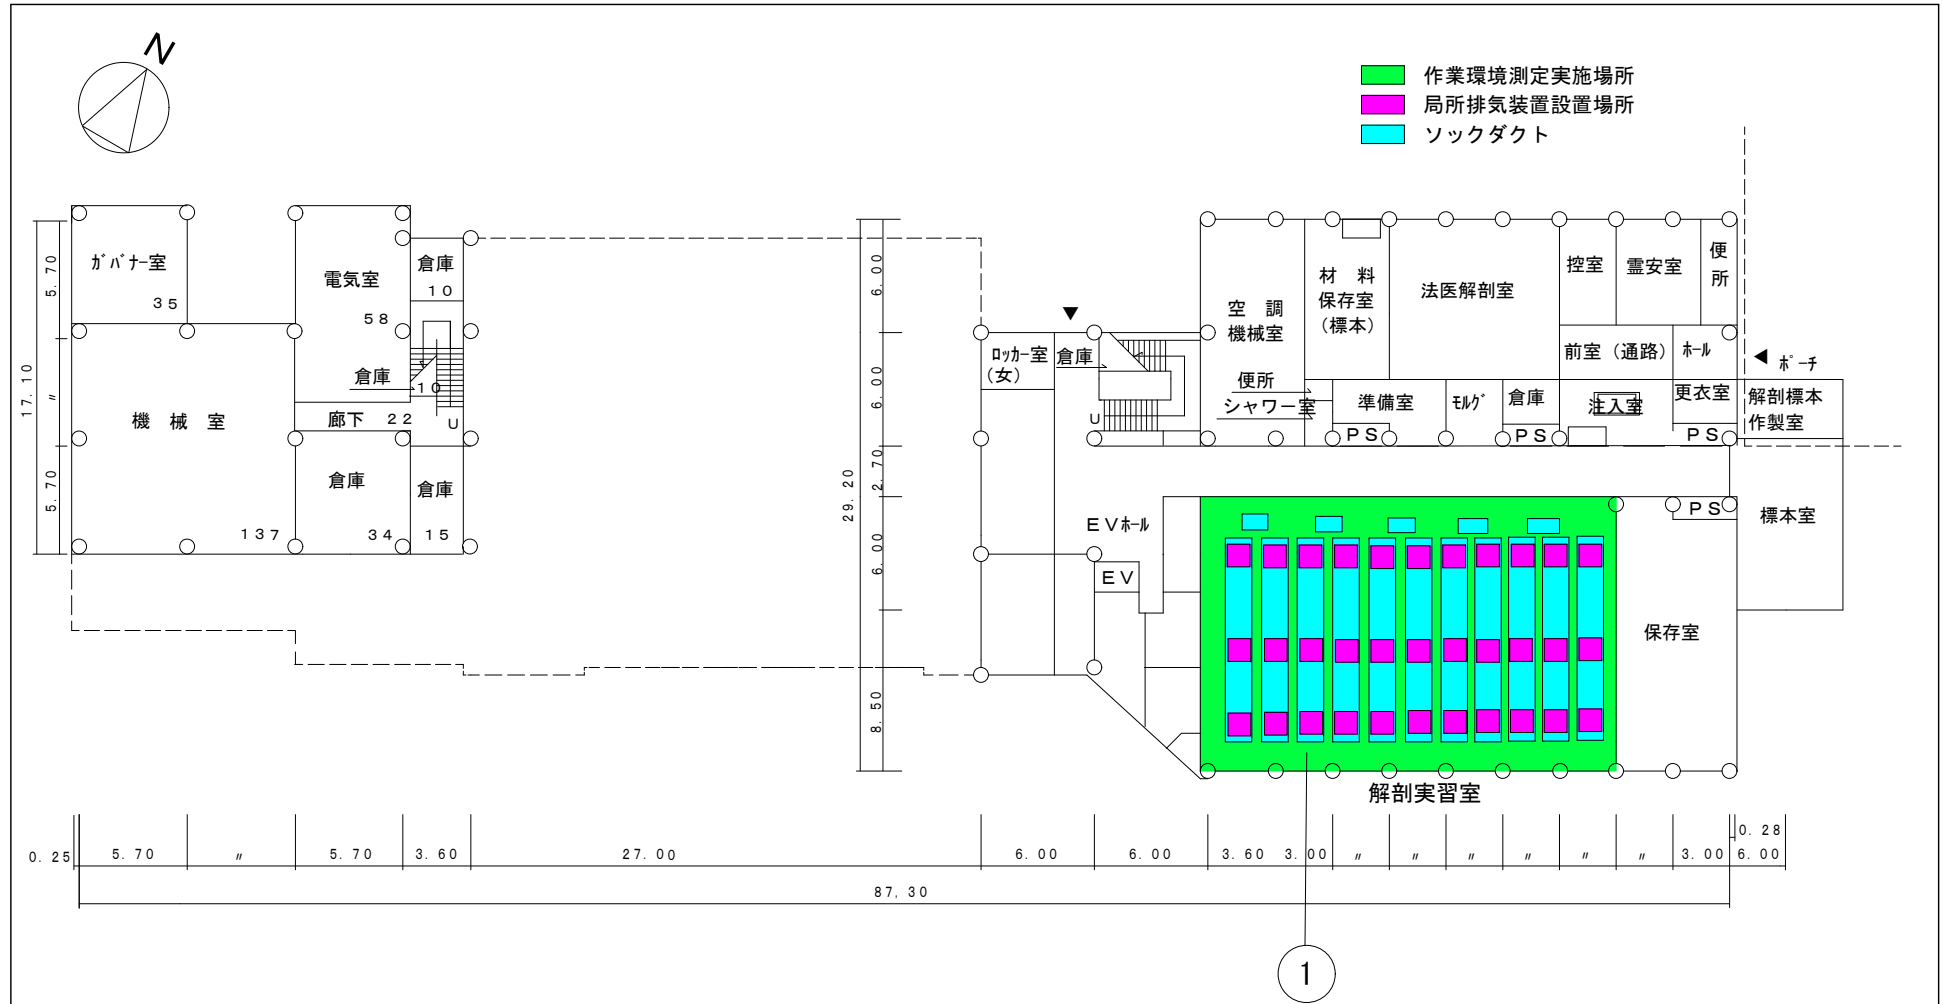 N
作業環境測定実施場所
局所排気装置設置場所
ソックダクト
ｶﾞﾊﾞﾅｰ室
35
電気室
58
倉庫
10
倉庫
10
機 械 室
137
廊下 22
U
倉庫
34
倉庫
15
17.10
5.70
〃
5.70
29.20
6.00
6.00
2.70
6.00
8.50
ﾛｯｶｰ室
(女)
倉庫
U
空 調
機械室
材 料
保存室
(標本)
法医解剖室
控室
霊安室
便
所
前室（通路）
ﾎｰﾙ
ﾎﾟｰﾁ
便所
シャワー室
準備室
PS
ﾓﾙｸﾞ
倉庫
PS
注入室
更衣室
PS
解剖標本
作製室
EVﾎｰﾙ
EV
PS
標本室
保存室
解剖実習室
0.25
5.70
〃
5.70
3.60
27.00
6.00
6.00
3.60
3.00
〃
〃
〃
〃
〃
〃
3.00
0.28
6.00
87,30
1